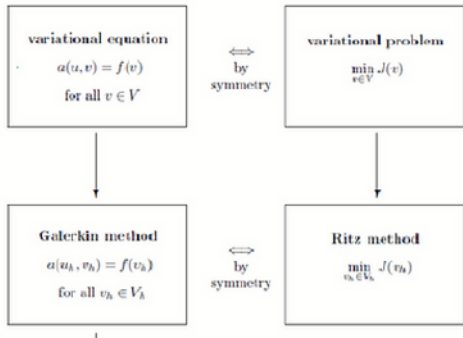 variational equation
a(u, v) = f(v)
for all v ∈ V
⟺
by
symmetry
variational problem
min J(v)
v∈V
Galerkin method
a(u_h, v_h) = f(v_h)
for all v_h ∈ V_h
⟺
by
symmetry
Ritz method
min J(v_h)
v_h∈V_h